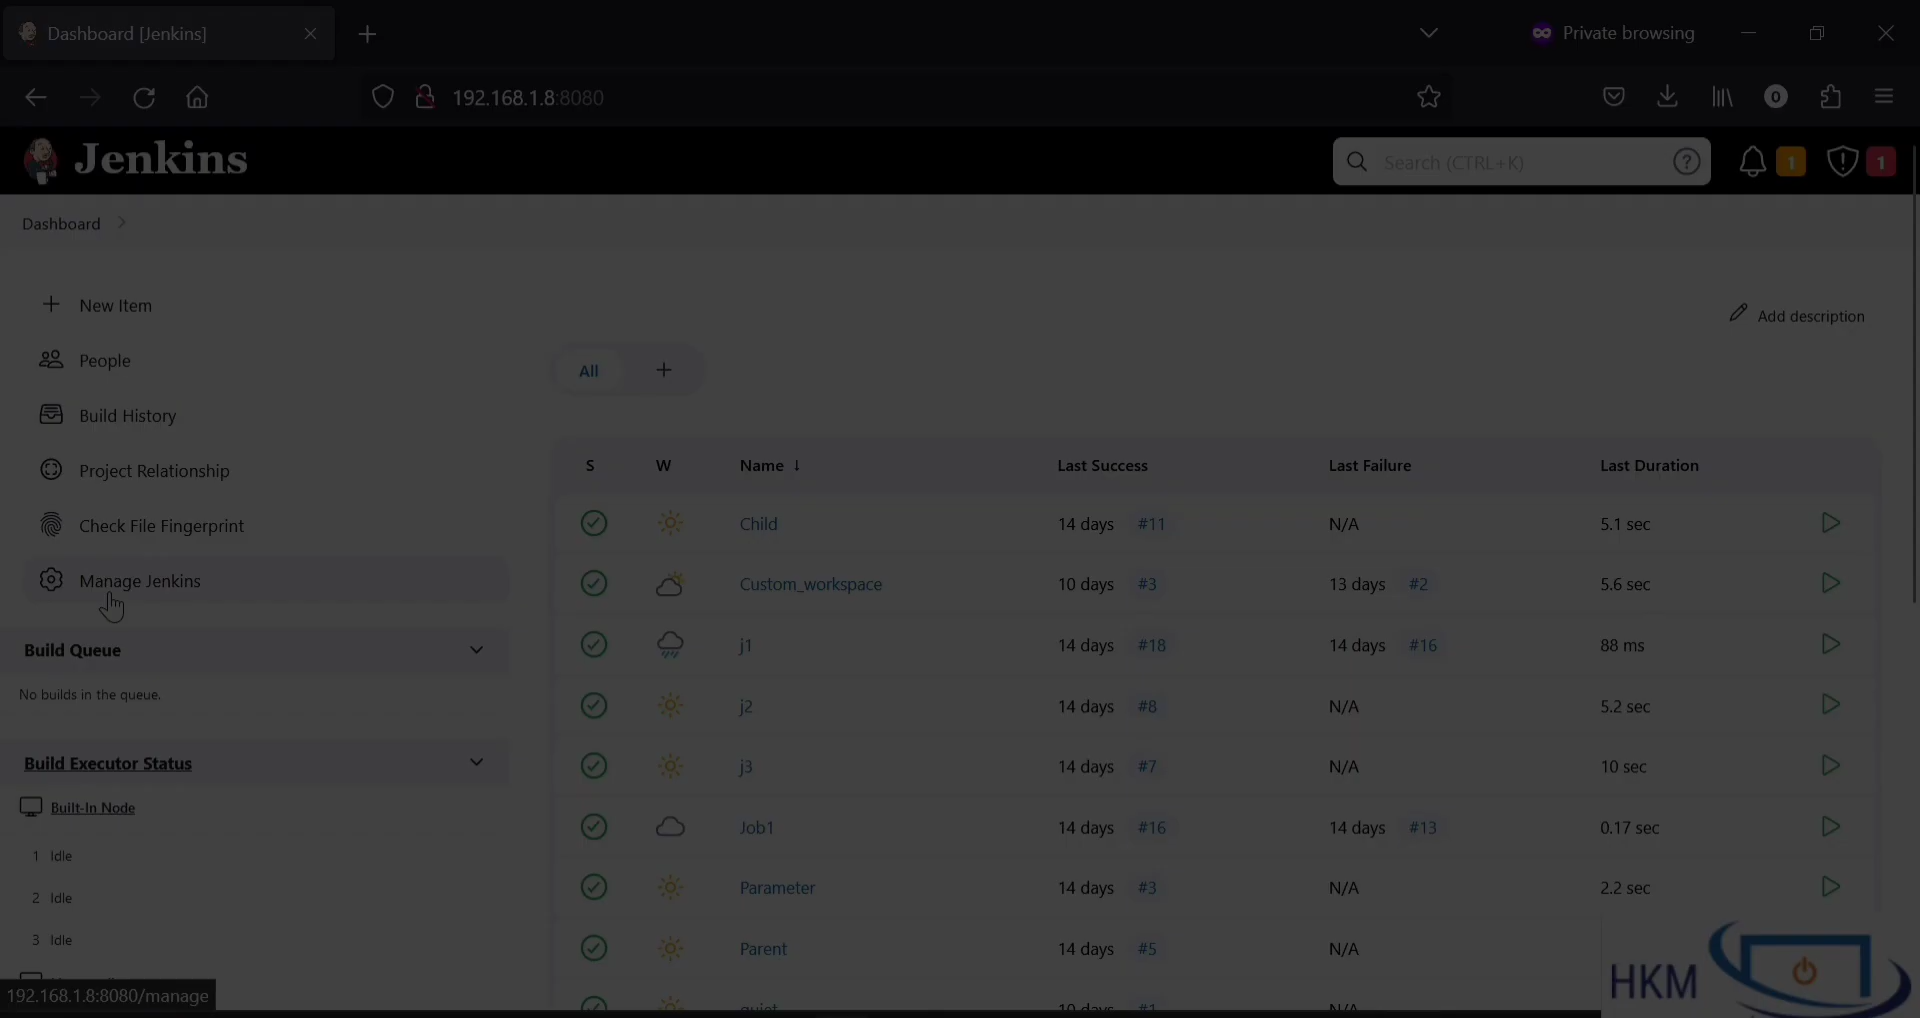 Dashboard [Jenkins]
Private browsing
192.168.1.8:8080
0
Jenkins
Search (CTRL+K)
1
1
Dashboard
New Item
People
Build History
Project Relationship
Check File Fingerprint
Manage Jenkins
Build Queue
No builds in the queue.
Build Executor Status
Built-In Node
1 Idle
2 Idle
3 Idle
192.168.1.8:8080/manage
Add description
All
S W Name ↓ Last Success Last Failure Last Duration
Child 14 days #11 N/A 5.1 sec
Custom_workspace 10 days #3 13 days #2 5.6 sec
j1 14 days #18 14 days #16 88 ms
j2 14 days #8 N/A 5.2 sec
j3 14 days #7 N/A 10 sec
Job1 14 days #16 14 days #13 0.17 sec
Parameter 14 days #3 N/A 2.2 sec
Parent 14 days #5 N/A
quiet 10 days #1 N/A
HKM